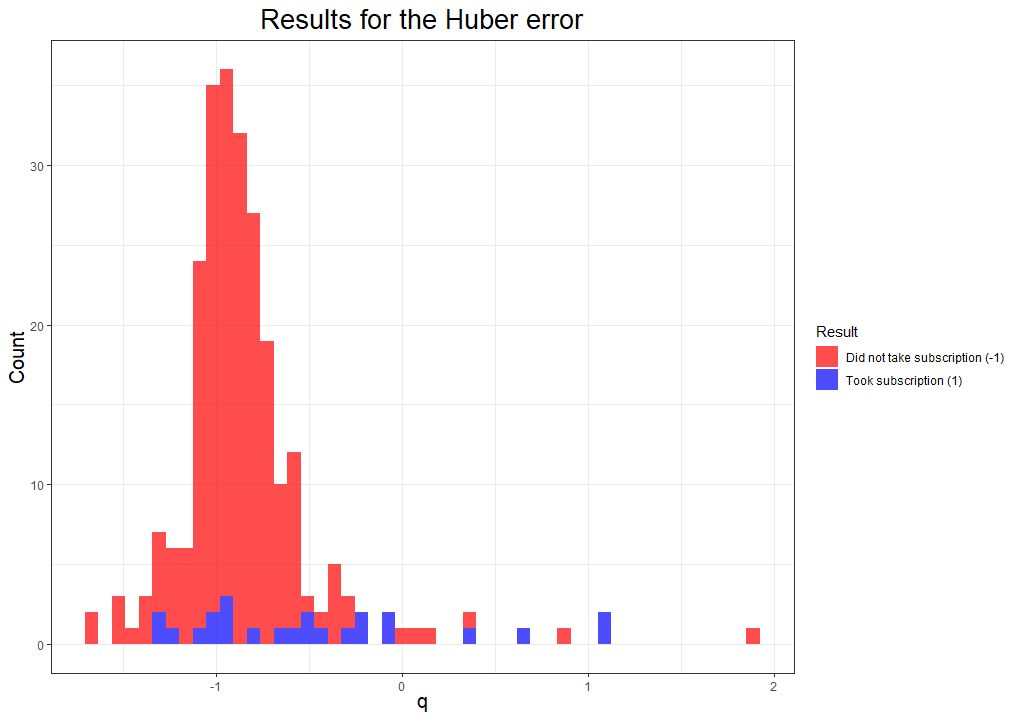 Results for the Huber error
Count
30
20
10
0
-1
0
1
2
q
Result
Did not take subscription (-1)
Took subscription (1)